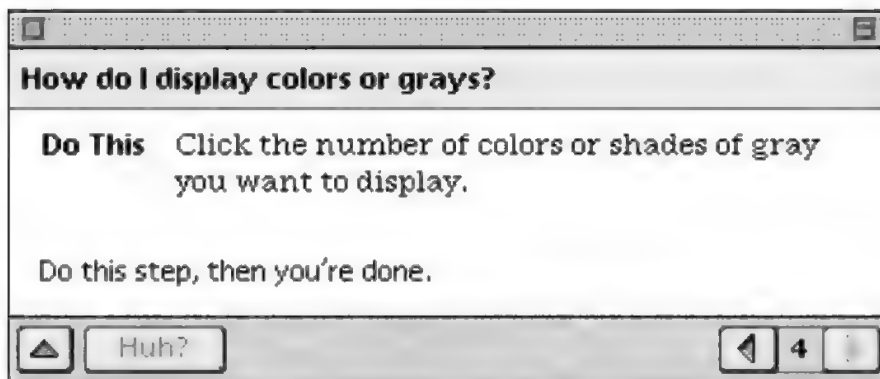 How do I display colors or grays?
Do This Click the number of colors or shades of gray
you want to display.
Do this step, then you're done.
Huh? 4